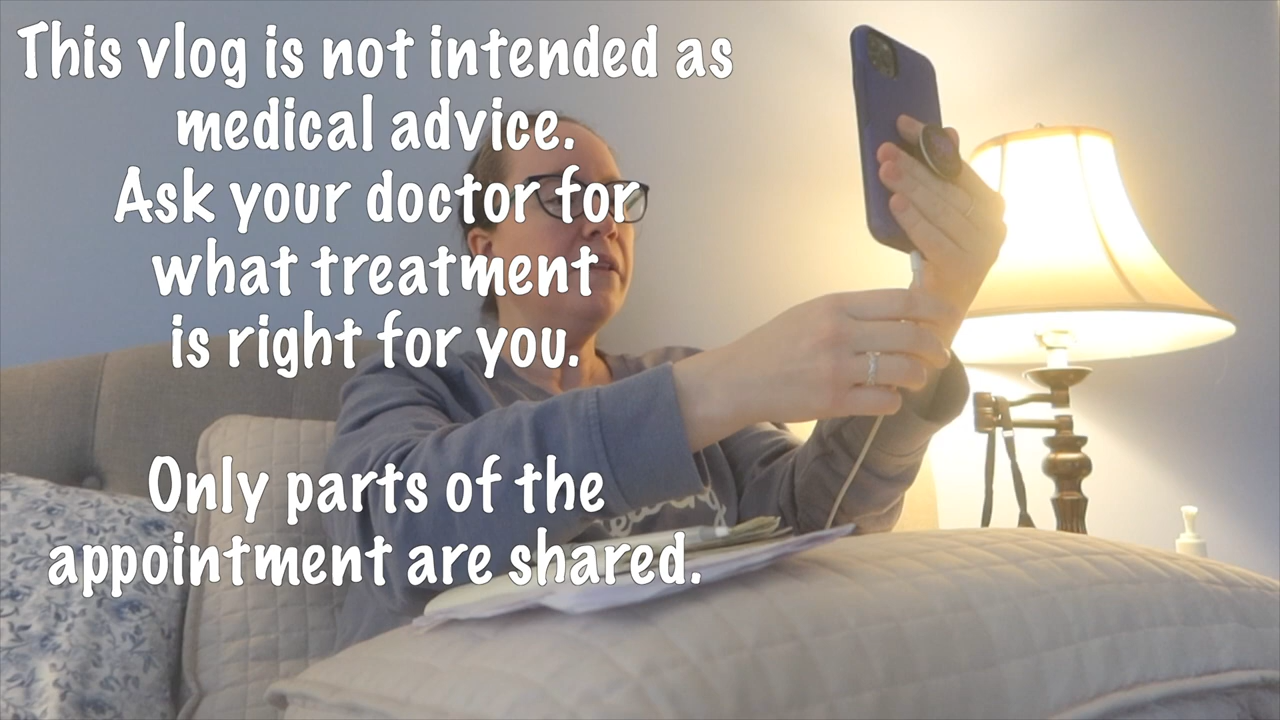 This vlog is not intended as
medical advice.
Ask your doctor for
what treatment
is right for you.
Only parts of the
appointment are shared.